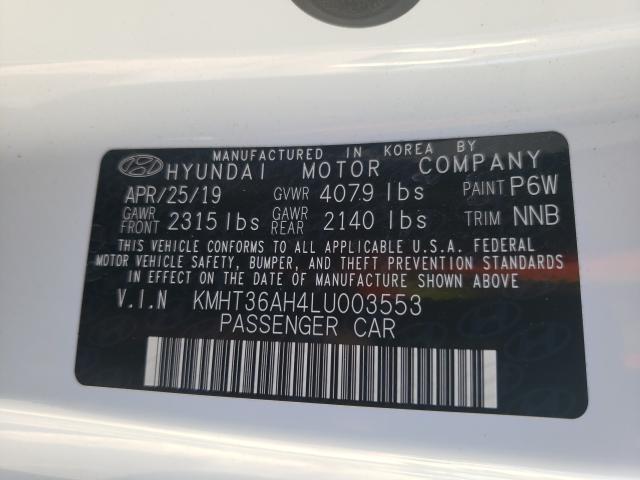 MANUFACTURED IN KOREA BY
HYUNDAI MOTOR COMPANY
APR/25/19 GVWR 4079 lbs PAINT P6W
GAWR FRONT 2315 lbs GAWR REAR 2140 lbs TRIM NNB
THIS VEHICLE CONFORMS TO ALL APPLICABLE U.S.A. FEDERAL
MOTOR VEHICLE SAFETY, BUMPER, AND THEFT PREVENTION STANDARDS
IN EFFECT ON THE DATE OF MANUFACTURE SHOWN ABOVE
V.I.N KMHT36AH4LU003553
PASSENGER CAR